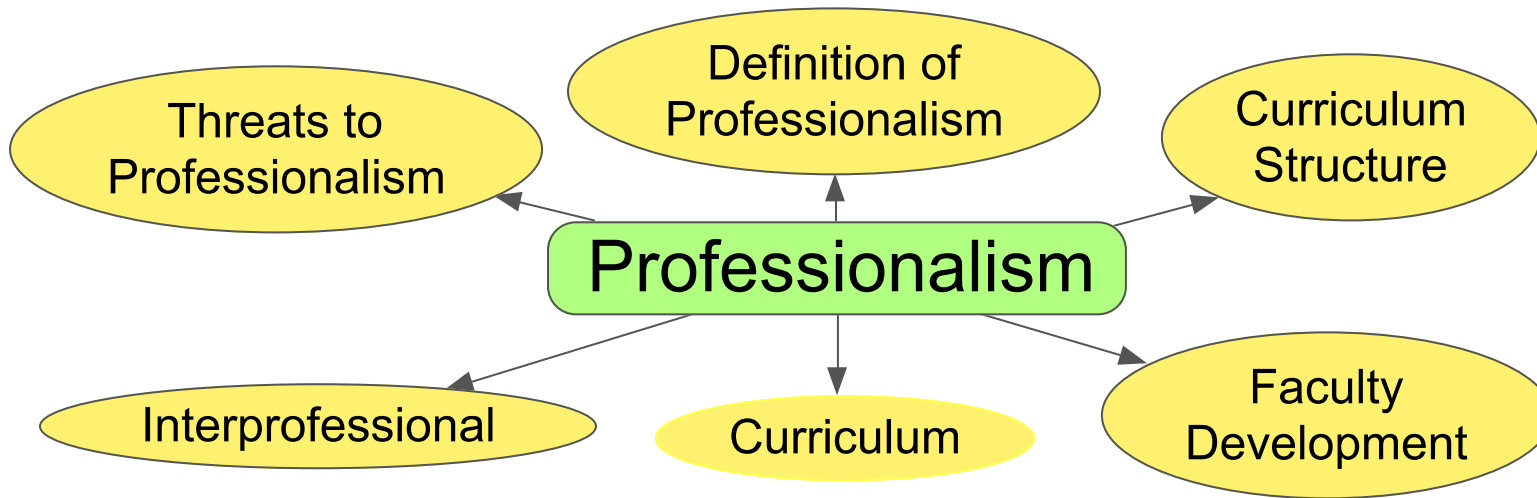 Definition of
Professionalism
Threats to
Professionalism
Curriculum
Structure
Professionalism
Interprofessional
Curriculum
Faculty
Development